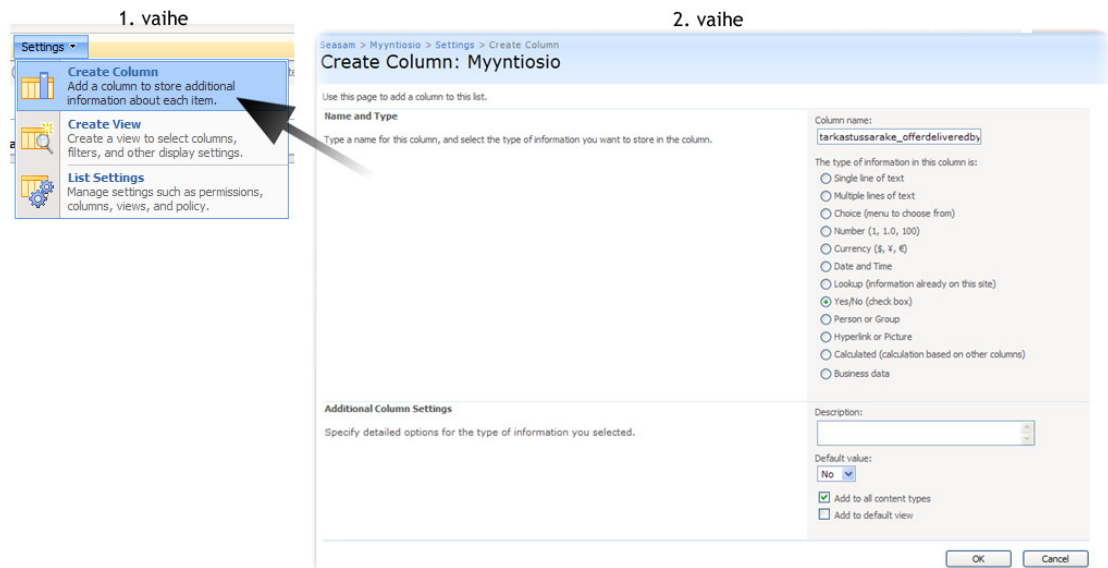 1. vaihe
Settings
Create Column
Add a column to store additional
information about each item.
Create View
Create a view to select columns,
filters, and other display settings.
List Settings
Manage settings such as permissions,
columns, views, and policy.
2. vaihe
Seasam > Myyntiosio > Settings > Create Column
Create Column: Myyntiosio
Use this page to add a column to this list.
Name and Type
Type a name for this column, and select the type of information you want to store in the column.
Column name:
tarkastussarake_offerdeliveredby
The type of information in this column is:
Single line of text
Multiple lines of text
Choice (menu to choose from)
Number (1, 1.0, 100)
Currency ($, ¥, €)
Date and Time
Lookup (information already on this site)
Yes/No (check box)
Person or Group
Hyperlink or Picture
Calculated (calculation based on other columns)
Business data
Additional Column Settings
Specify detailed options for the type of information you selected.
Description:
Default value:
No
Add to all content types
Add to default view
OK
Cancel